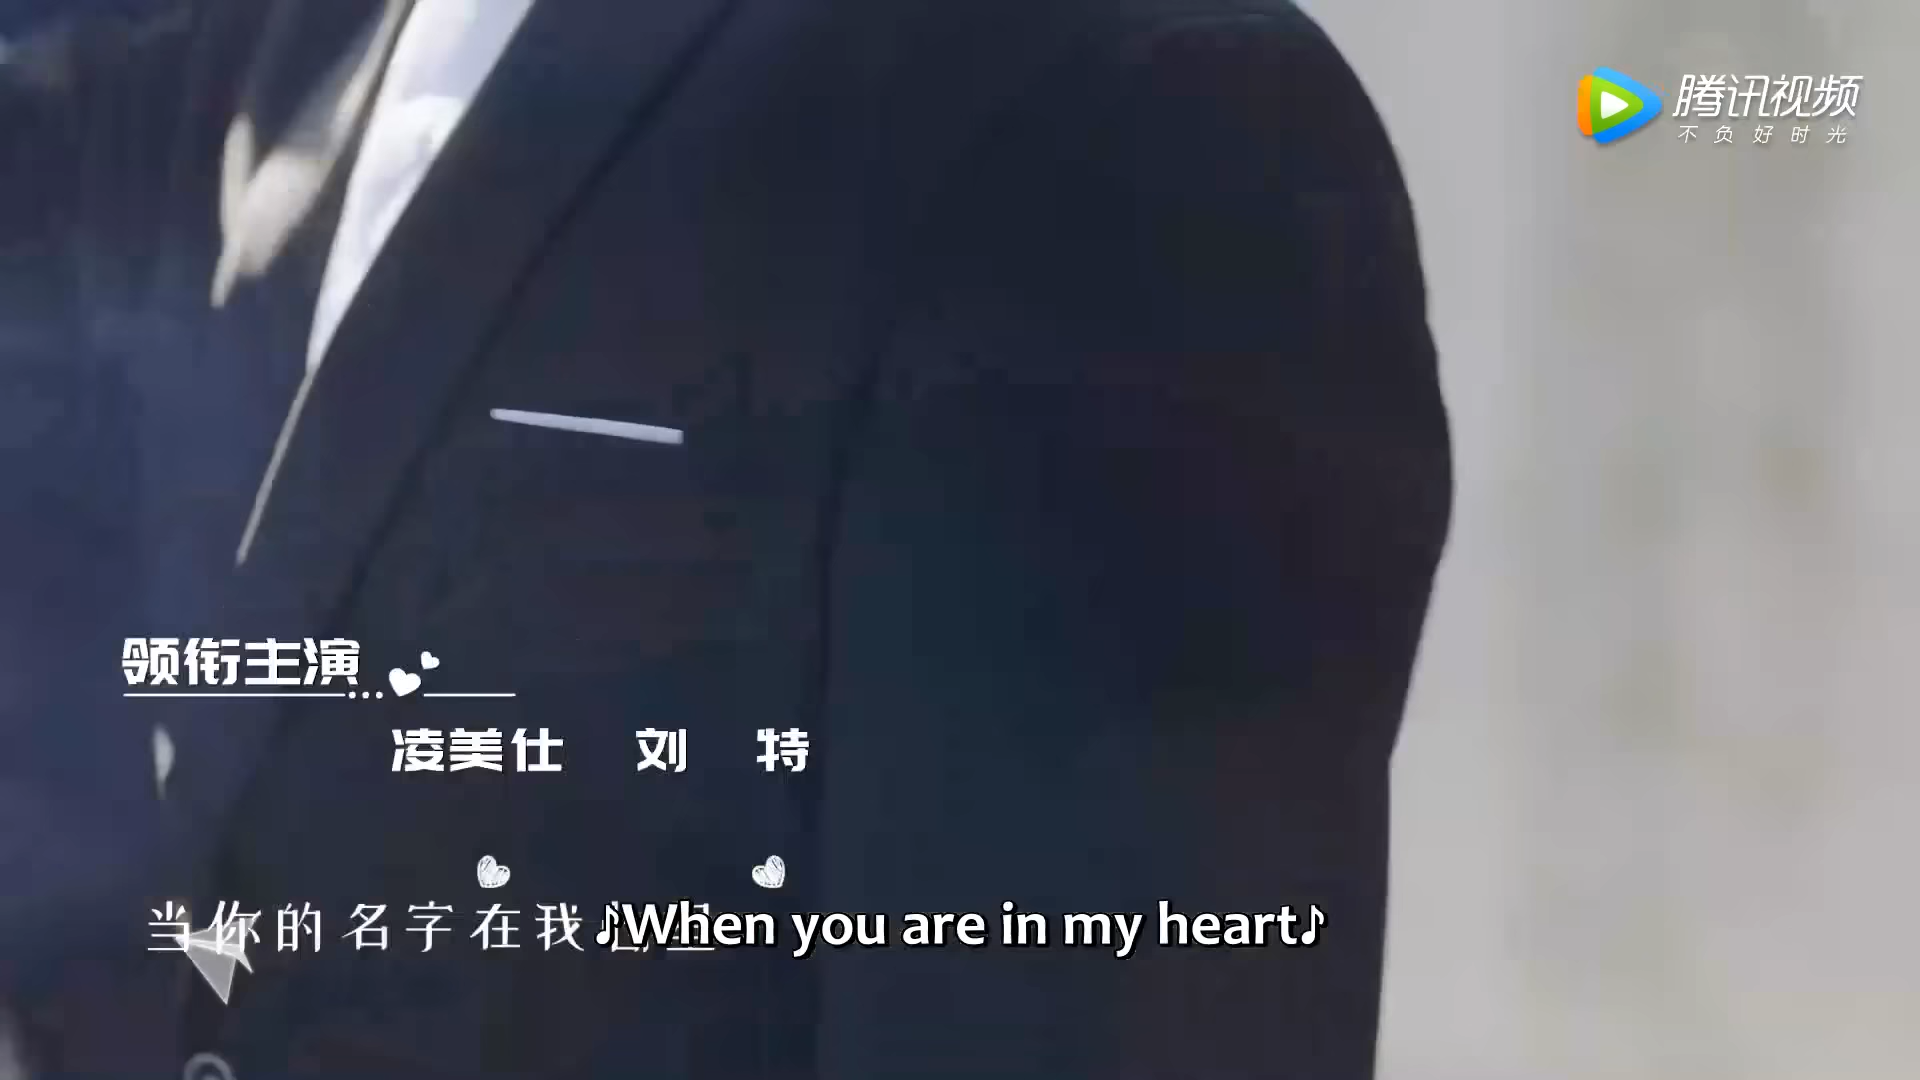 腾讯视频
不负好时光
领衔主演
凌美仕 刘 特
当你的名字在我
♪When you are in my heart♪